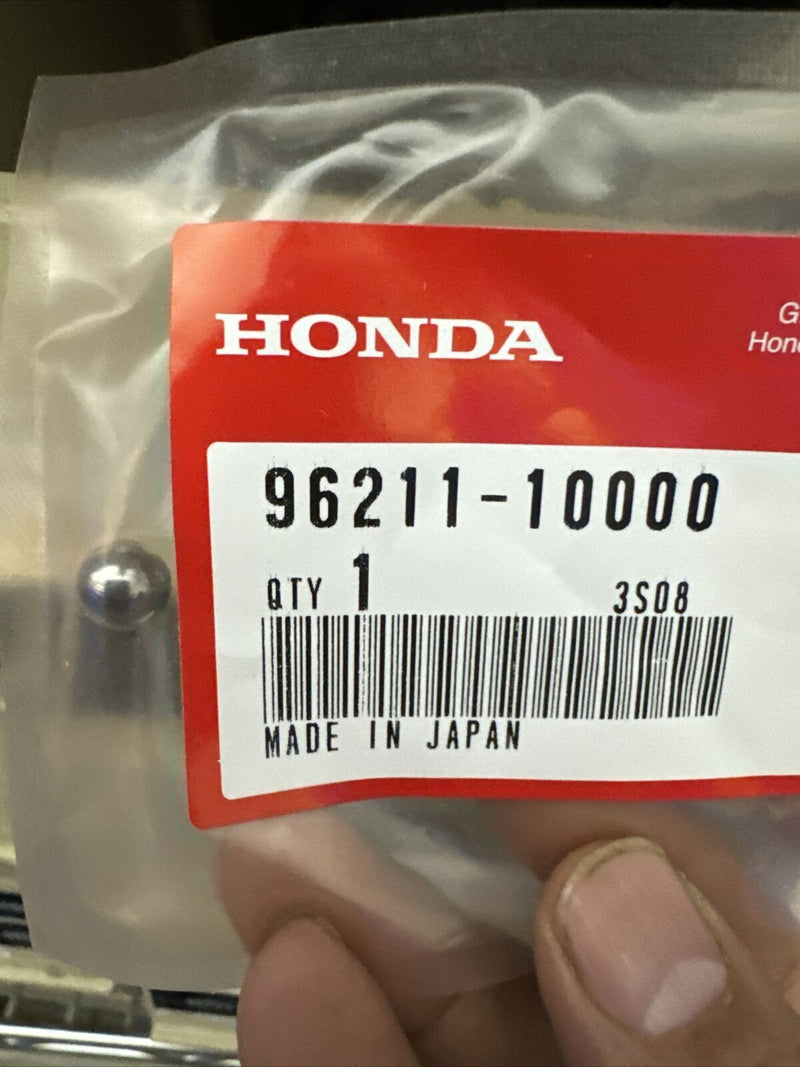 HONDA
96211-10000
QTY 1 3S08
MADE IN JAPAN